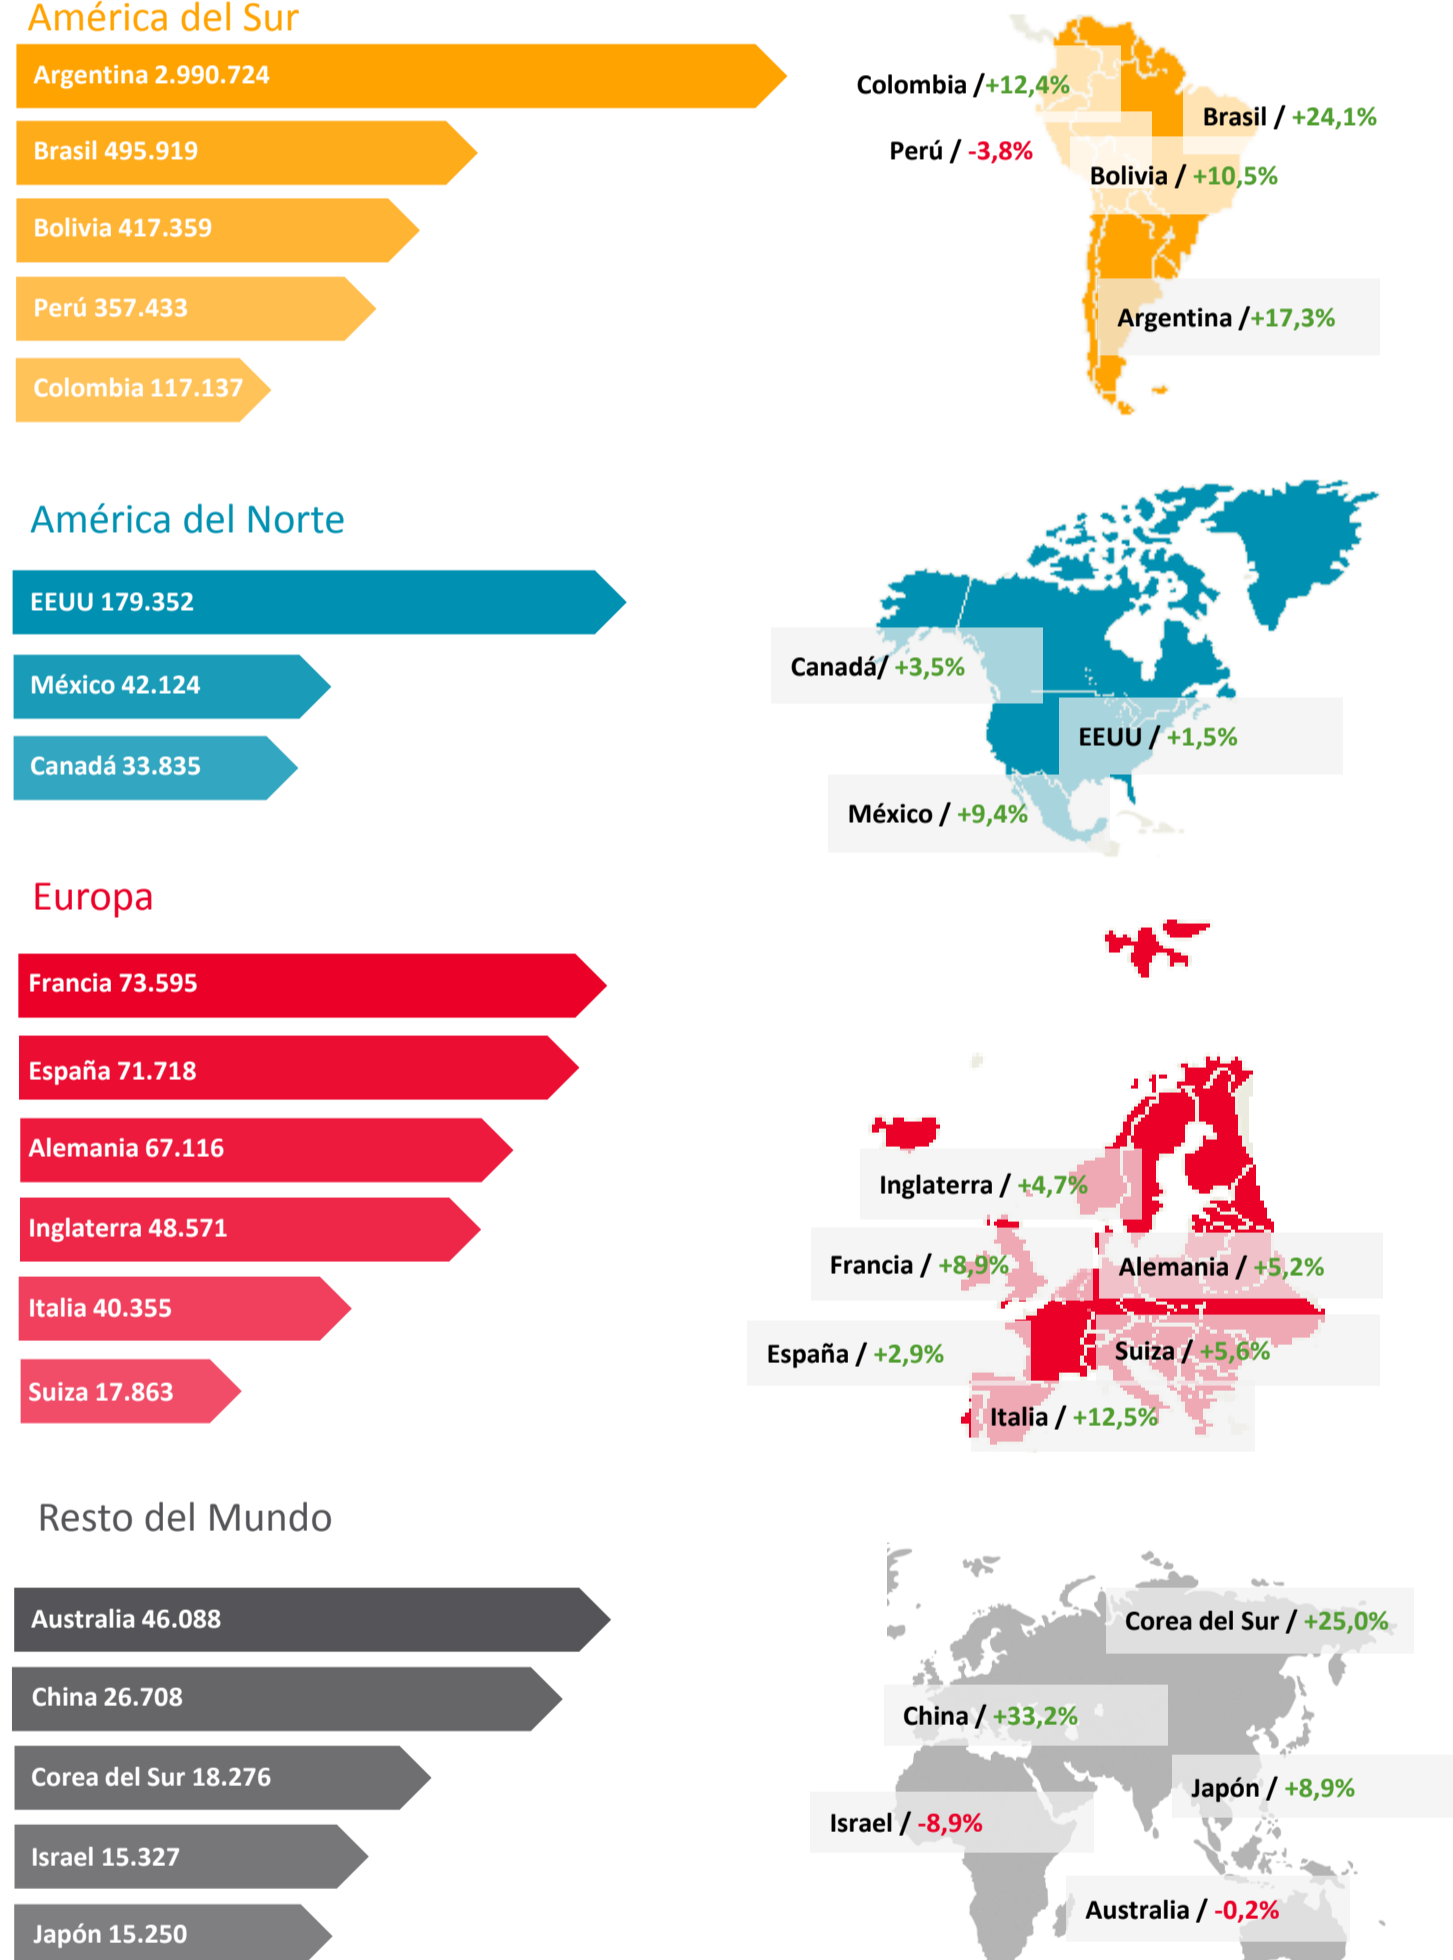 América del Sur
Argentina 2.990.724
Brasil 495.919
Bolivia 417.359
Perú 357.433
Colombia 117.137
Colombia /+12,4%
Brasil / +24,1%
Perú / -3,8%
Bolivia / +10,5%
Argentina /+17,3%
América del Norte
EEUU 179.352
México 42.124
Canadá 33.835
Canadá/ +3,5%
EEUU / +1,5%
México / +9,4%
Europa
Francia 73.595
España 71.718
Alemania 67.116
Inglaterra 48.571
Italia 40.355
Suiza 17.863
Inglaterra / +4,7%
Francia / +8,9%
Alemania / +5,2%
España / +2,9%
Suiza / +5,6%
Italia / +12,5%
Resto del Mundo
Australia 46.088
China 26.708
Corea del Sur 18.276
Israel 15.327
Japón 15.250
Corea del Sur / +25,0%
China / +33,2%
Japón / +8,9%
Israel / -8,9%
Australia / -0,2%